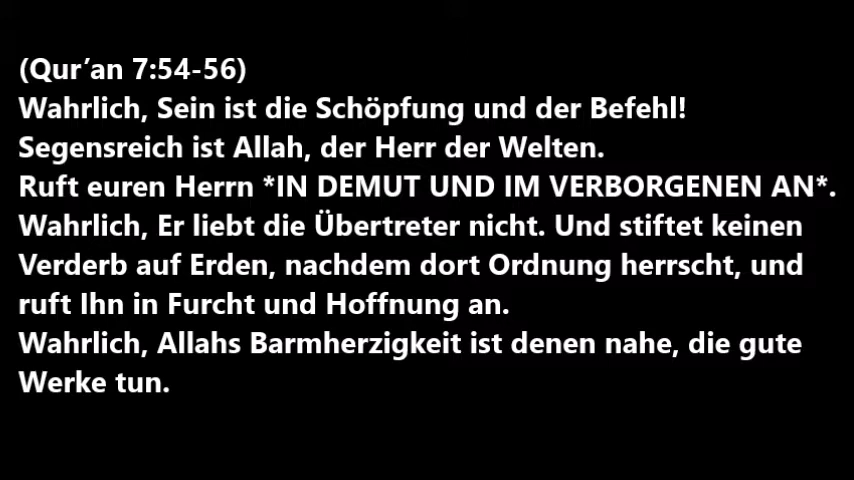 (Qur’an 7:54-56)
Wahrlich, Sein ist die Schöpfung und der Befehl!
Segensreich ist Allah, der Herr der Welten.
Ruft euren Herrn *IN DEMUT UND IM VERBORGENEN AN*.
Wahrlich, Er liebt die Übertreter nicht. Und stiftet keinen
Verderb auf Erden, nachdem dort Ordnung herrscht, und
ruft Ihn in Furcht und Hoffnung an.
Wahrlich, Allahs Barmherzigkeit ist denen nahe, die gute
Werke tun.